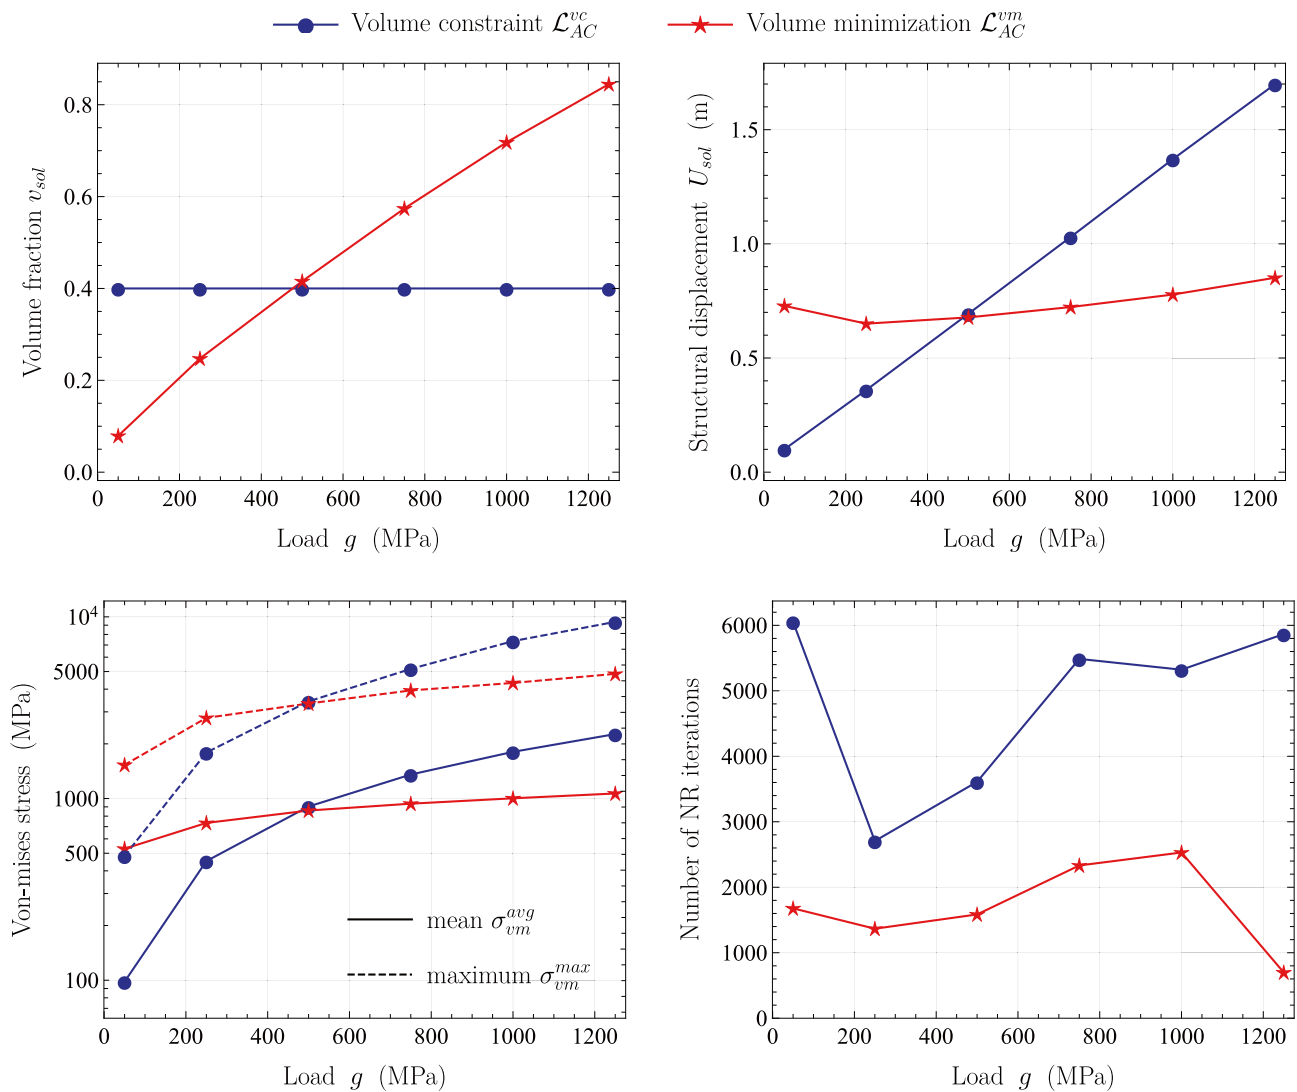 Volume constraint 𝓛_{AC}^{vc} Volume minimization 𝓛_{AC}^{vm}
Volume fraction v_{sol}
0.8
0.6
0.4
0.2
0.0
0 200 400 600 800 1000 1200
Load g (MPa)
Structural displacement U_{sol} (m)
1.5
1.0
0.5
0.0
0 200 400 600 800 1000 1200
Load g (MPa)
Von-mises stress (MPa)
10^4
5000
1000
500
100
mean σ_{vm}^{avg}
maximum σ_{vm}^{max}
0 200 400 600 800 1000 1200
Load g (MPa)
Number of NR iterations
6000
5000
4000
3000
2000
1000
0
0 200 400 600 800 1000 1200
Load g (MPa)